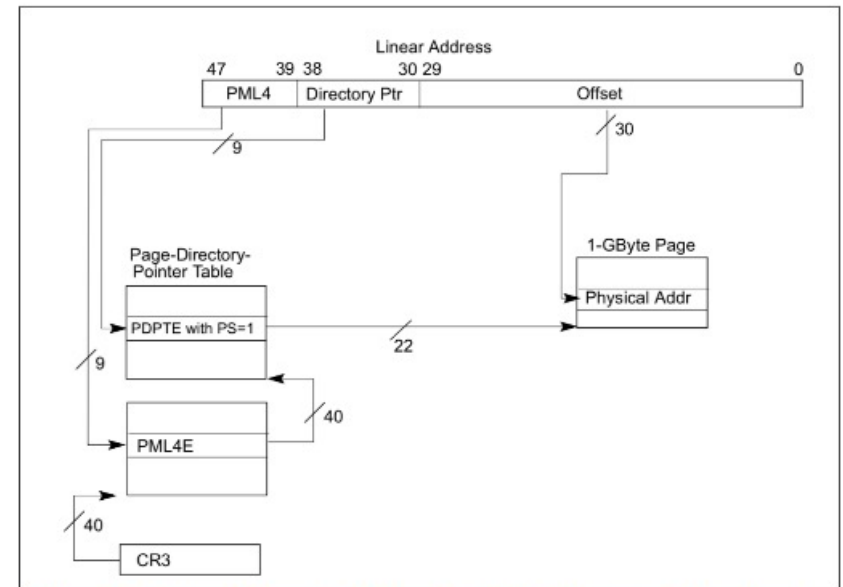 Linear Address
47 39 38 30 29 0
PML4 Directory Ptr Offset
9
30
Page-Directory-
Pointer Table
1-GByte Page
Physical Addr
PDPTE with PS=1
22
9
40
PML4E
40
CR3